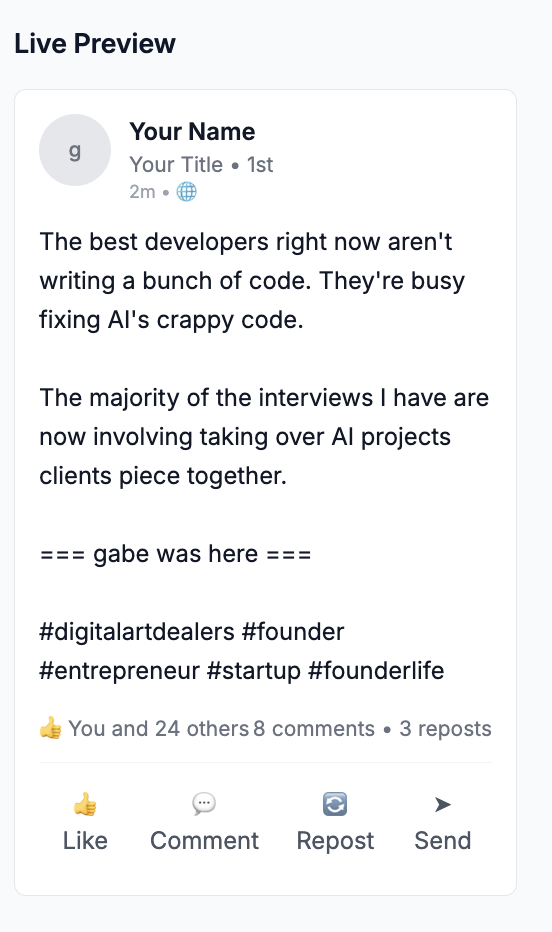 Live Preview
g
Your Name
Your Title • 1st
2m •
The best developers right now aren't
writing a bunch of code. They're busy
fixing AI's crappy code.
The majority of the interviews I have are
now involving taking over AI projects
clients piece together.
=== gabe was here ===
#digitalartdealers #founder
#entrepreneur #startup #founderlife
You and 24 others 8 comments • 3 reposts
Like Comment Repost Send